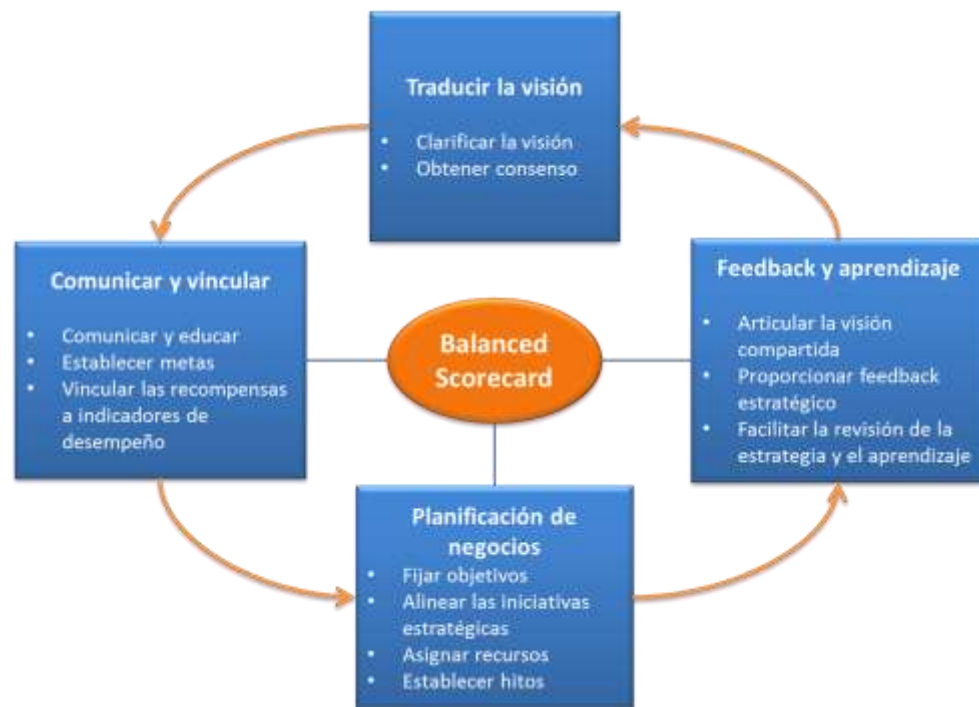 Traducir la visión
• Clarificar la visión
• Obtener consenso
Comunicar y vincular
• Comunicar y educar
• Establecer metas
• Vincular las recompensas
a indicadores de
desempeño
Balanced
Scorecard
Feedback y aprendizaje
• Articular la visión
compartida
• Proporcionar feedback
estratégico
• Facilitar la revisión de la
estrategia y el aprendizaje
Planificación de
negocios
• Fijar objetivos
• Alinear las iniciativas
estratégicas
• Asignar recursos
• Establecer hitos